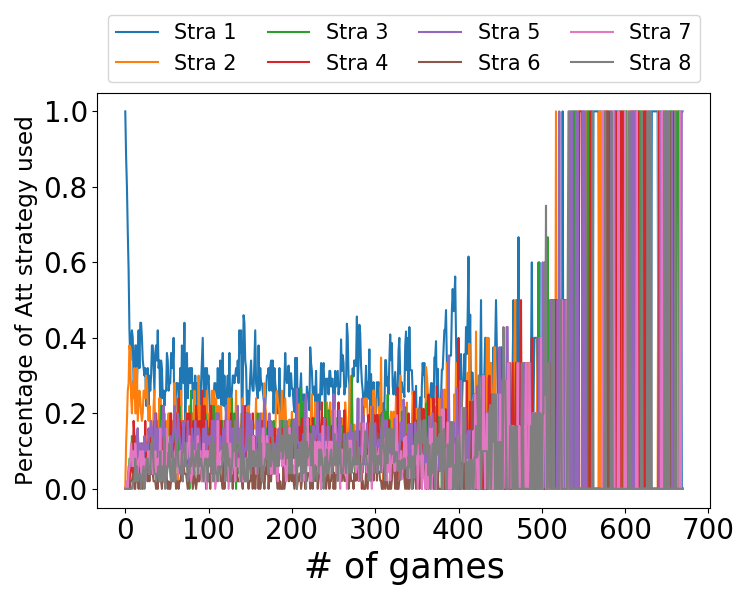 Stra 1 Stra 3 Stra 5 Stra 7
Stra 2 Stra 4 Stra 6 Stra 8
Percentage of Att strategy used
1.0
0.8
0.6
0.4
0.2
0.0
0 100 200 300 400 500 600 700
# of games